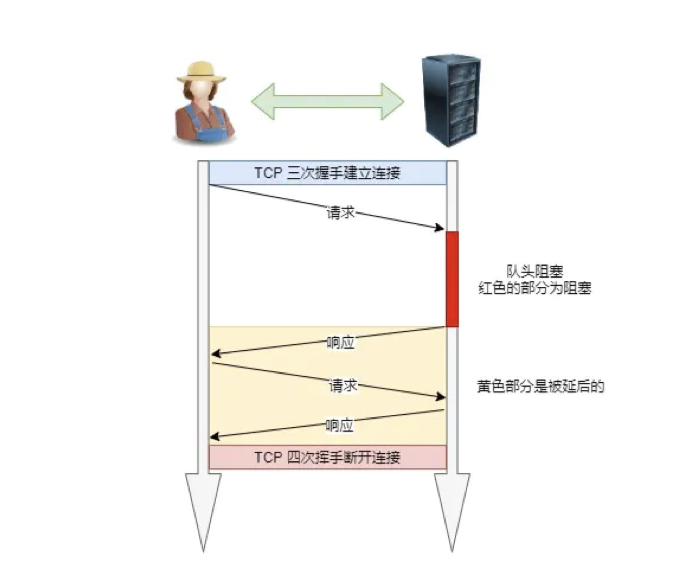 TCP 三次握手建立连接
请求
队头阻塞
红色的部分为阻塞
响应
请求
黄色部分是被延后的
响应
TCP 四次挥手断开连接